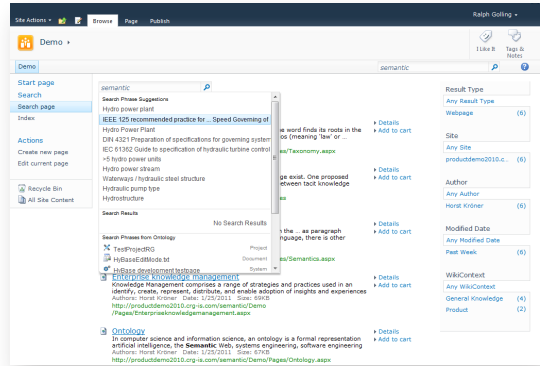 Site Actions
Browse
Page
Publish
Ralph Golling
Demo
I Like It
Tags & Notes
Demo
semantic
Start page
Search
Search page
Index
Actions
Create new page
Edit current page
Recycle Bin
All Site Content
semantic
Search Phrase Suggestions
Hydro power plant
IEEE 125 recommended practice for ... Speed Governing of
Hydro Power Plant
DIN 4321 Preparation of specifications for governing system
IEC 61362 Guide to specification of hydraulic turbine control
>5 hydro power units
Hydro power stream
Waterways / hydraulic steel structure
Hydraulic pump type
Hydrostructure
Search Results
No Search Results
Search Phrases from Ontology
TestProjectRG Project
HyBaseEditMode.txt Document
HyBase development testpage System
e word finds its roots in the
os (meaning 'law' or ...
es/Taxonomy.aspx
Details
Add to cart
ge exist. One proposed
etween tacit knowledge
Details
Add to cart
n the ... as paragraph
nguage, there is other
es/Semantics.aspx
Details
Add to cart
Enterprise knowledge management
Knowledge Management comprises a range of strategies and practices used in an
identify, create, represent, distribute, and enable adoption of insights and experiences
Authors: Horst Kröner Date: 1/25/2011 Size: 69KB
http://productdemo2010.crg-is.com/semantic/Demo
/Pages/Enterpriseknowledgemanagement.aspx
Details
Add to cart
Ontology
In computer science and information science, an ontology is a formal representation
artificial intelligence, the Semantic Web, systems engineering, software engineering
Authors: Horst Kröner Date: 1/25/2011 Size: 67KB
http://productdemo2010.crg-is.com/semantic/Demo/Pages/Ontology.aspx
Details
Add to cart
Result Type
Any Result Type
Webpage (6)
Site
Any Site
productdemo2010.c... (6)
Author
Any Author
Horst Kröner (6)
Modified Date
Any Modified Date
Past Week (6)
WikiContext
Any WikiContext
General Knowledge (4)
Product (2)